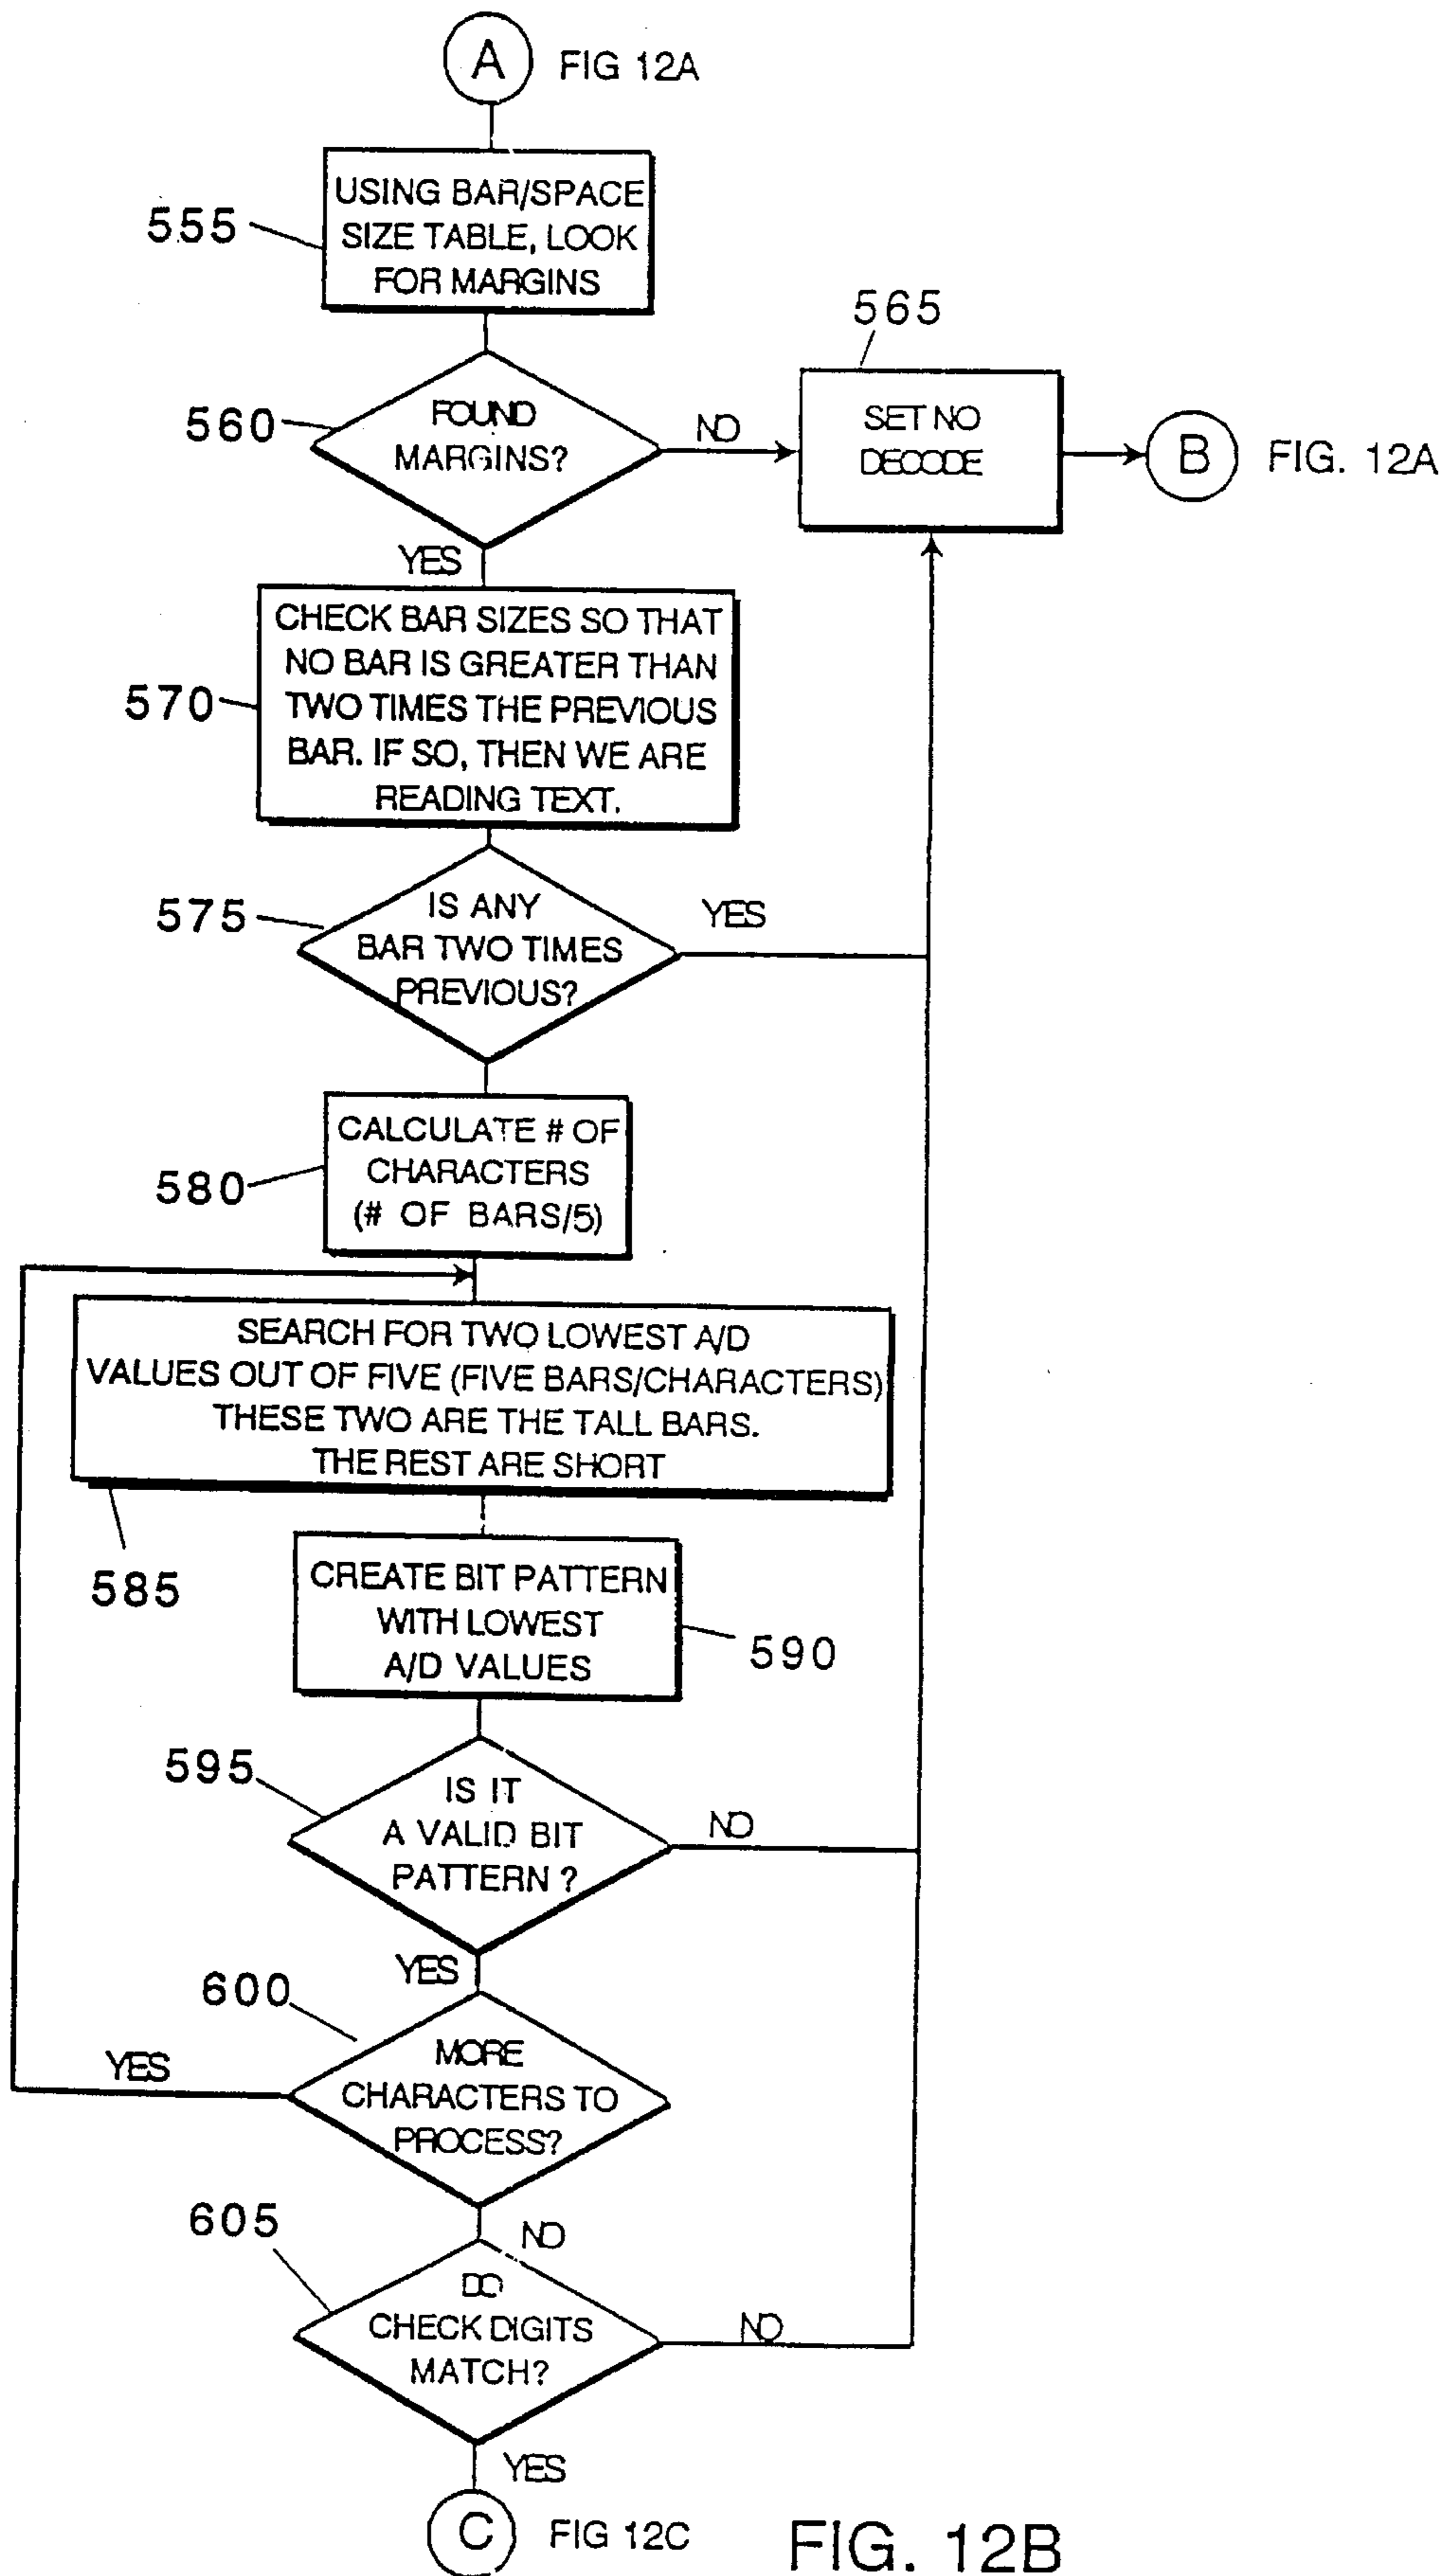 A FIG 12A
USING BAR/SPACE
SIZE TABLE, LOOK
FOR MARGINS
555
565
FOUND
MARGINS?
560
NO
SET NO
DECODE
B FIG. 12A
YES
CHECK BAR SIZES SO THAT
NO BAR IS GREATER THAN
TWO TIMES THE PREVIOUS
BAR. IF SO, THEN WE ARE
READING TEXT.
570
IS ANY
BAR TWO TIMES
PREVIOUS?
575
YES
CALCULATE # OF
CHARACTERS
(# OF BARS/5)
580
SEARCH FOR TWO LOWEST A/D
VALUES OUT OF FIVE (FIVE BARS/CHARACTERS)
THESE TWO ARE THE TALL BARS.
THE REST ARE SHORT
585
CREATE BIT PATTERN
WITH LOWEST
A/D VALUES
590
595
IS IT
A VALID BIT
PATTERN ?
NO
YES
600
MORE
CHARACTERS TO
PROCESS?
YES
NO
605
DO
CHECK DIGITS
MATCH?
NO
YES
C FIG 12C
FIG. 12B